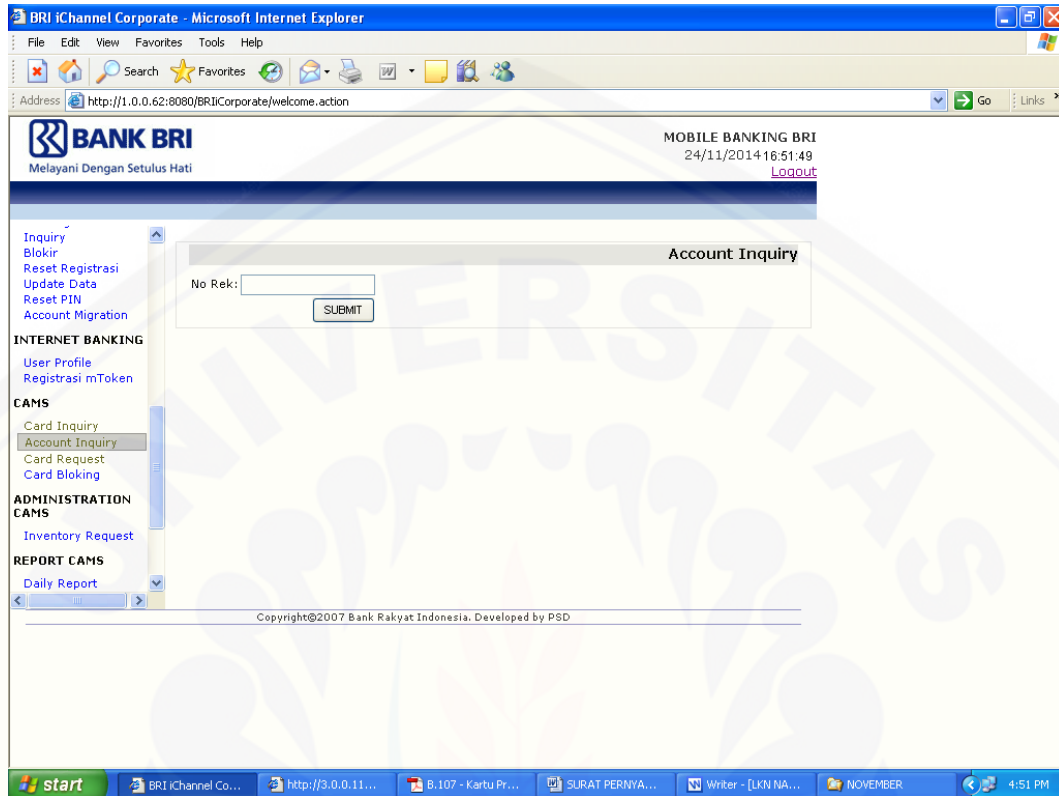 BRI iChannel Corporate - Microsoft Internet Explorer
File Edit View Favorites Tools Help
Search Favorites
Address http://1.0.0.62:8080/BRIiCorporate/welcome.action Go Links
BANK BRI
Melayani Dengan Setulus Hati
MOBILE BANKING BRI
24/11/2014 16:51:49
Logout
Inquiry
Blokir
Reset Registrasi
Update Data
Reset PIN
Account Migration
INTERNET BANKING
User Profile
Registrasi mToken
CAMS
Card Inquiry
Account Inquiry
Card Request
Card Bloking
ADMINISTRATION
CAMS
Inventory Request
REPORT CAMS
Daily Report
Account Inquiry
No Rek:
SUBMIT
UNIVERSITAS
Copyright©2007 Bank Rakyat Indonesia. Developed by PSD
start BRI iChannel Co... http://3.0.0.11... B.107 - Kartu Pr... SURAT PERNYA... Writer - [LKN NA... NOVEMBER 4:51 PM